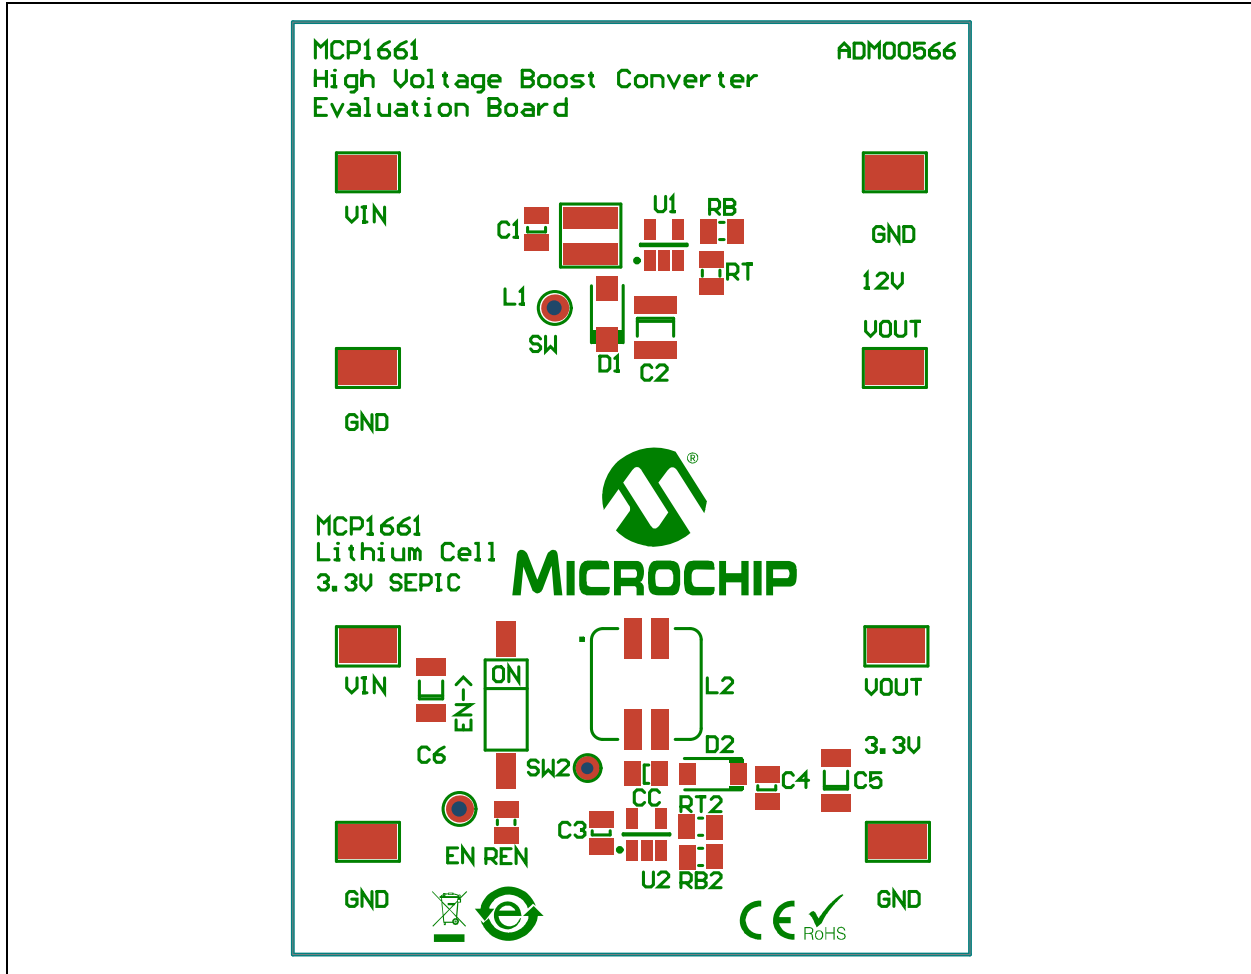 MCP1661 ADM00566
High Voltage Boost Converter
Evaluation Board
VIN
U1 RB
C1
GND
RT
12V
L1
VOUT
SW
D1 C2
GND
®
MCP1661
Lithium Cell
3.3V SEPIC
MICROCHIP
ON
VIN
EN->
L2
VOUT
C6
D2
3.3V
SW2
C4 C5
CC RT2
C3
EN REN
U2 RB2
GND
GND
CE RoHS